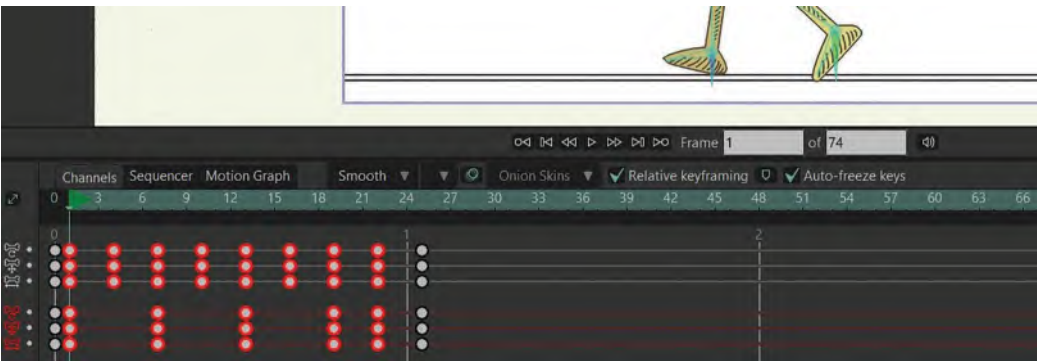 Frame 1 of 74
Channels Sequencer Motion Graph Smooth Onion Skins Relative keyframing Auto-freeze keys
0 3 6 9 12 15 18 21 24 27 30 33 36 39 42 45 48 51 54 57 60 63 66
0 1 2